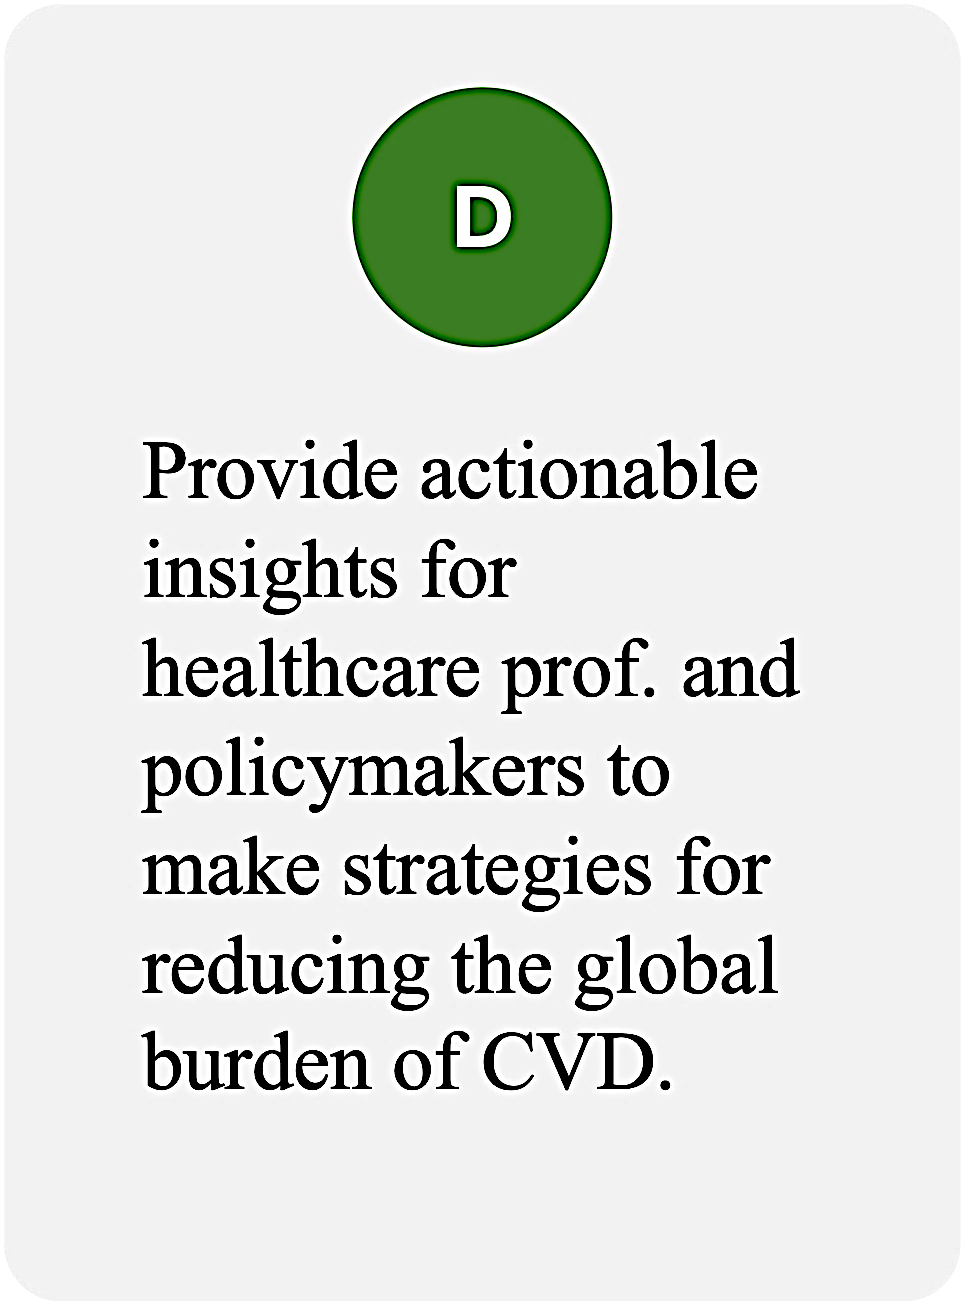 D
Provide actionable
insights for
healthcare prof. and
policymakers to
make strategies for
reducing the global
burden of CVD.